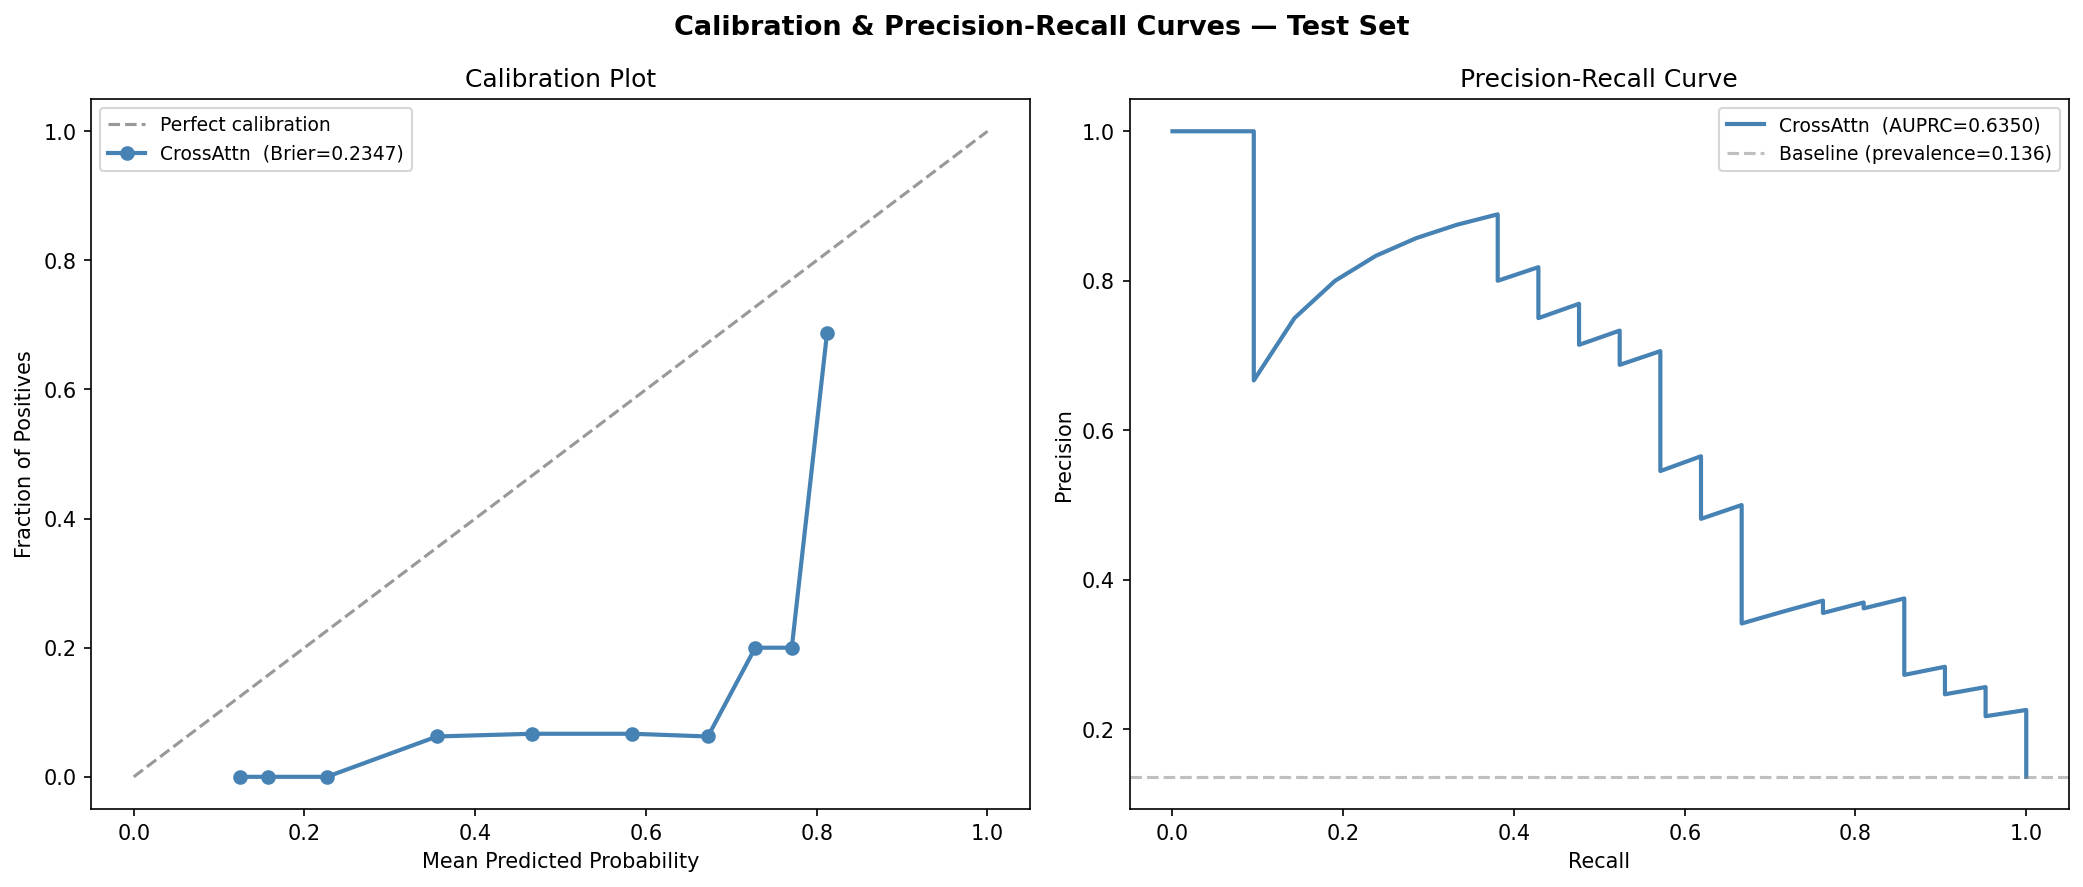 Calibration & Precision-Recall Curves — Test Set
Calibration Plot
Perfect calibration
CrossAttn (Brier=0.2347)
Fraction of Positives
1.0
0.8
0.6
0.4
0.2
0.0
0.0 0.2 0.4 0.6 0.8 1.0
Mean Predicted Probability
Precision-Recall Curve
CrossAttn (AUPRC=0.6350)
Baseline (prevalence=0.136)
Precision
1.0
0.8
0.6
0.4
0.2
0.0 0.2 0.4 0.6 0.8 1.0
Recall